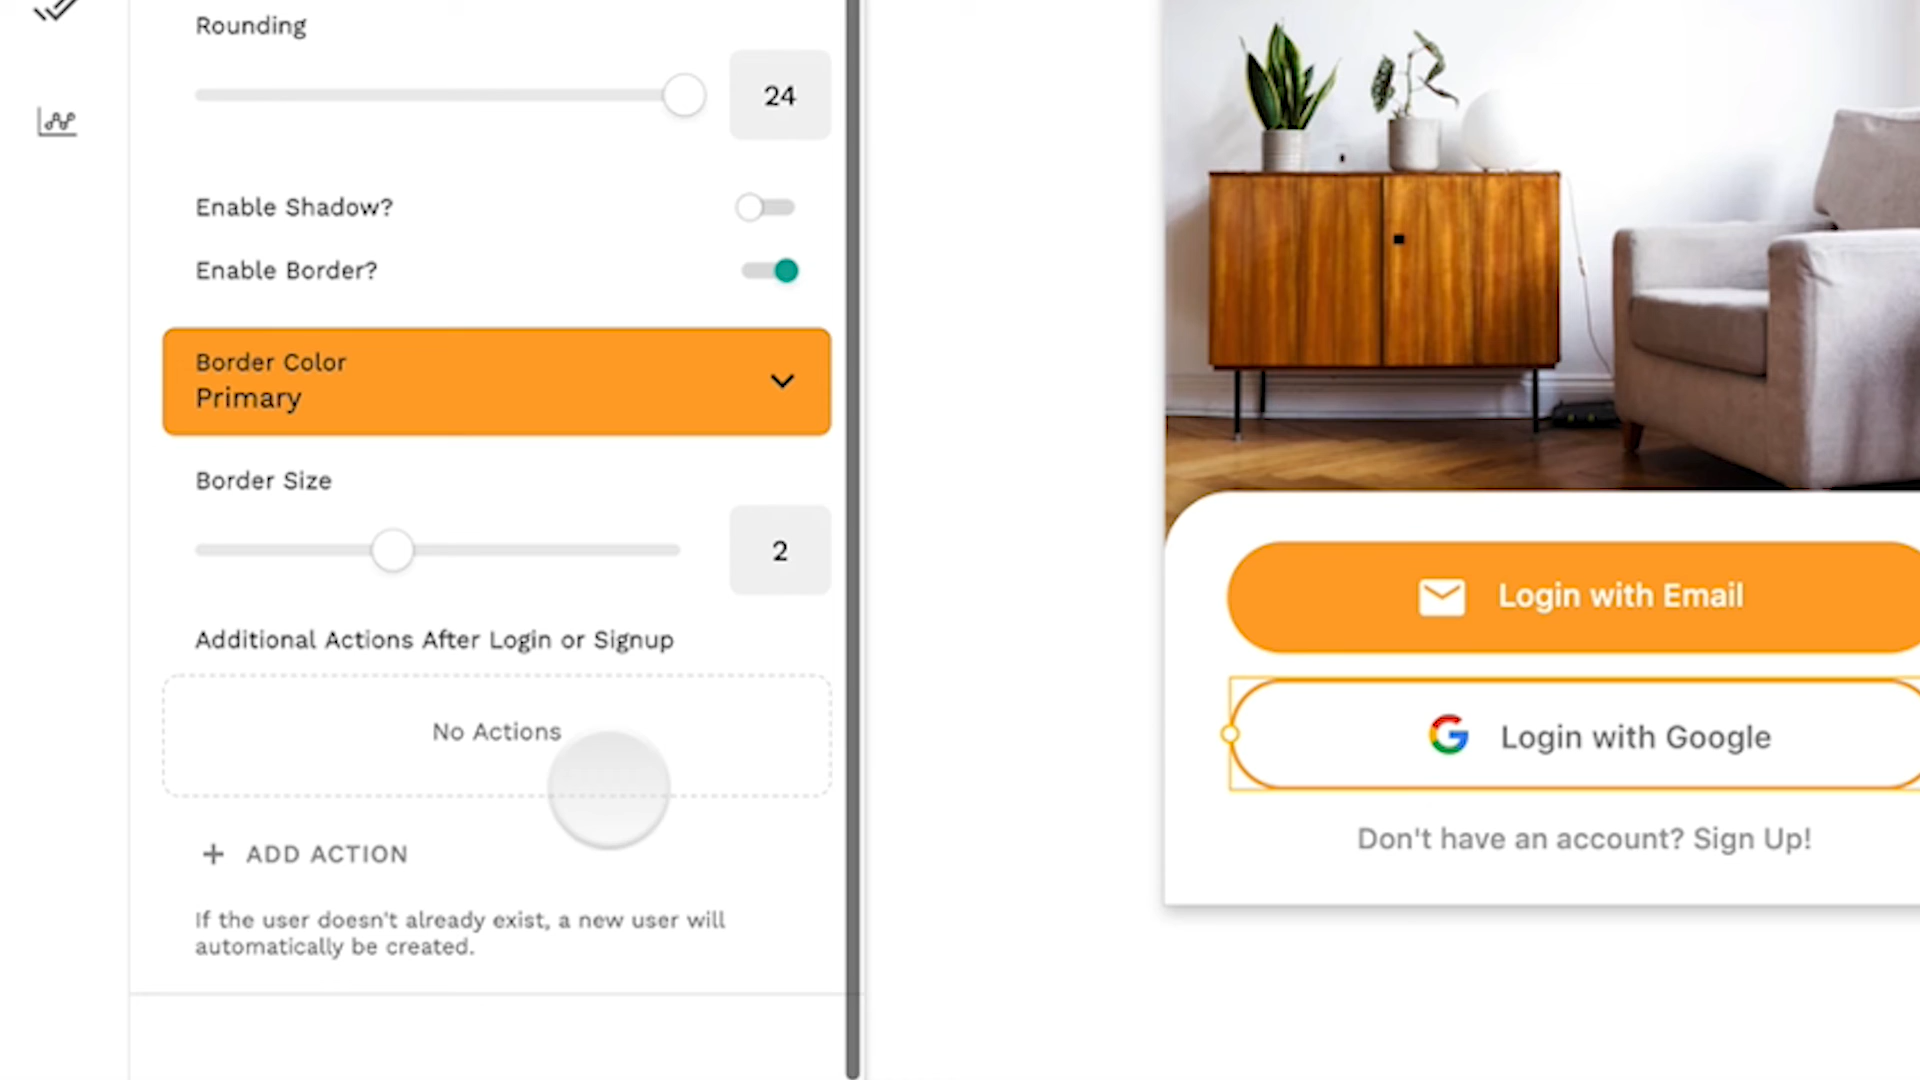 Rounding
24
Enable Shadow?
Enable Border?
Border Color
Primary
Border Size
2
Additional Actions After Login or Signup
No Actions
+ ADD ACTION
If the user doesn't already exist, a new user will
automatically be created.
Login with Email
Login with Google
Don't have an account? Sign Up!